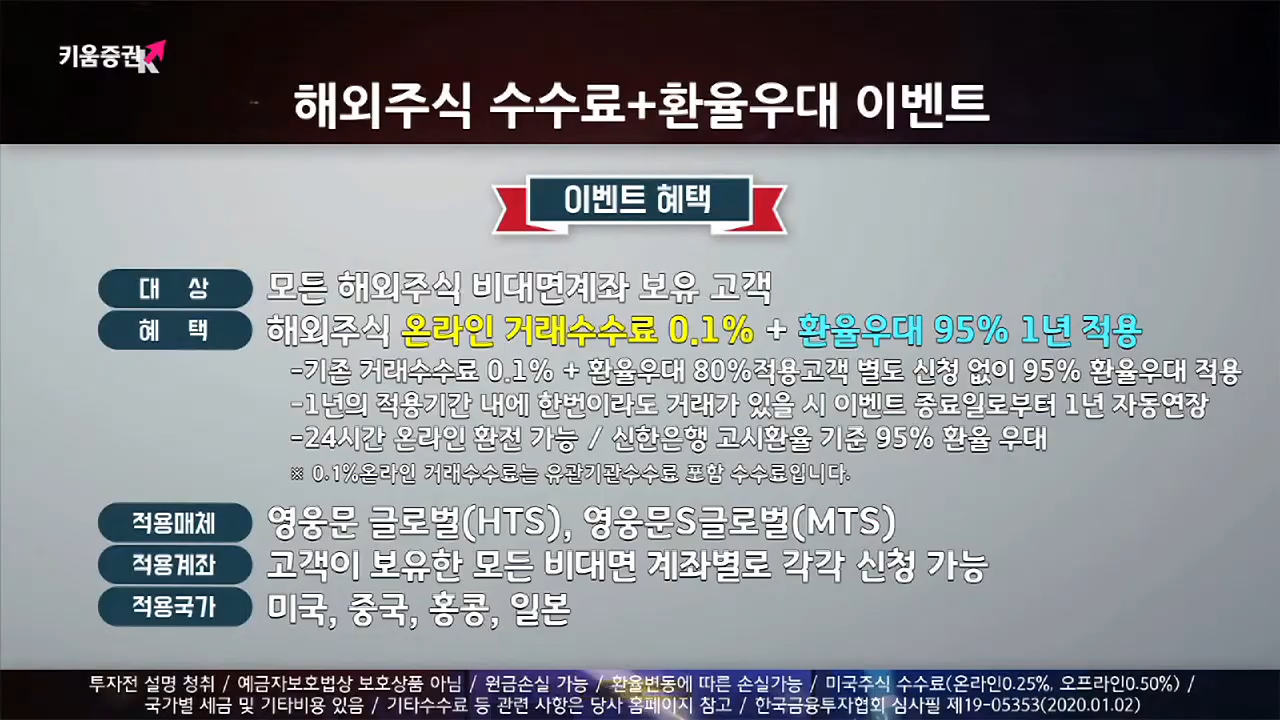 키움증권
해외주식 수수료+환율우대 이벤트
이벤트 혜택
대 상 모든 해외주식 비대면계좌 보유 고객
혜 택 해외주식 온라인 거래수수료 0.1% + 환율우대 95% 1년 적용
-기존 거래수수료 0.1% + 환율우대 80%적용고객 별도 신청 없이 95% 환율우대 적용
-1년의 적용기간 내에 한번이라도 거래가 있을 시 이벤트 종료일로부터 1년 자동연장
-24시간 온라인 환전 가능 / 신한은행 고시환율 기준 95% 환율 우대
※ 0.1%온라인 거래수수료는 유관기관수수료 포함 수수료입니다.
적용매체 영웅문 글로벌(HTS), 영웅문S글로벌(MTS)
적용계좌 고객이 보유한 모든 비대면 계좌별로 각각 신청 가능
적용국가 미국, 중국, 홍콩, 일본
투자전 설명 청취 / 예금자보호법상 보호상품 아님 / 원금손실 가능 / 환율변동에 따른 손실가능 / 미국주식 수수료(온라인0.25%, 오프라인0.50%) /
국가별 세금 및 기타비용 있음 / 기타수수료 등 관련 사항은 당사 홈페이지 참고 / 한국금융투자협회 심사필 제19-05353(2020.01.02)